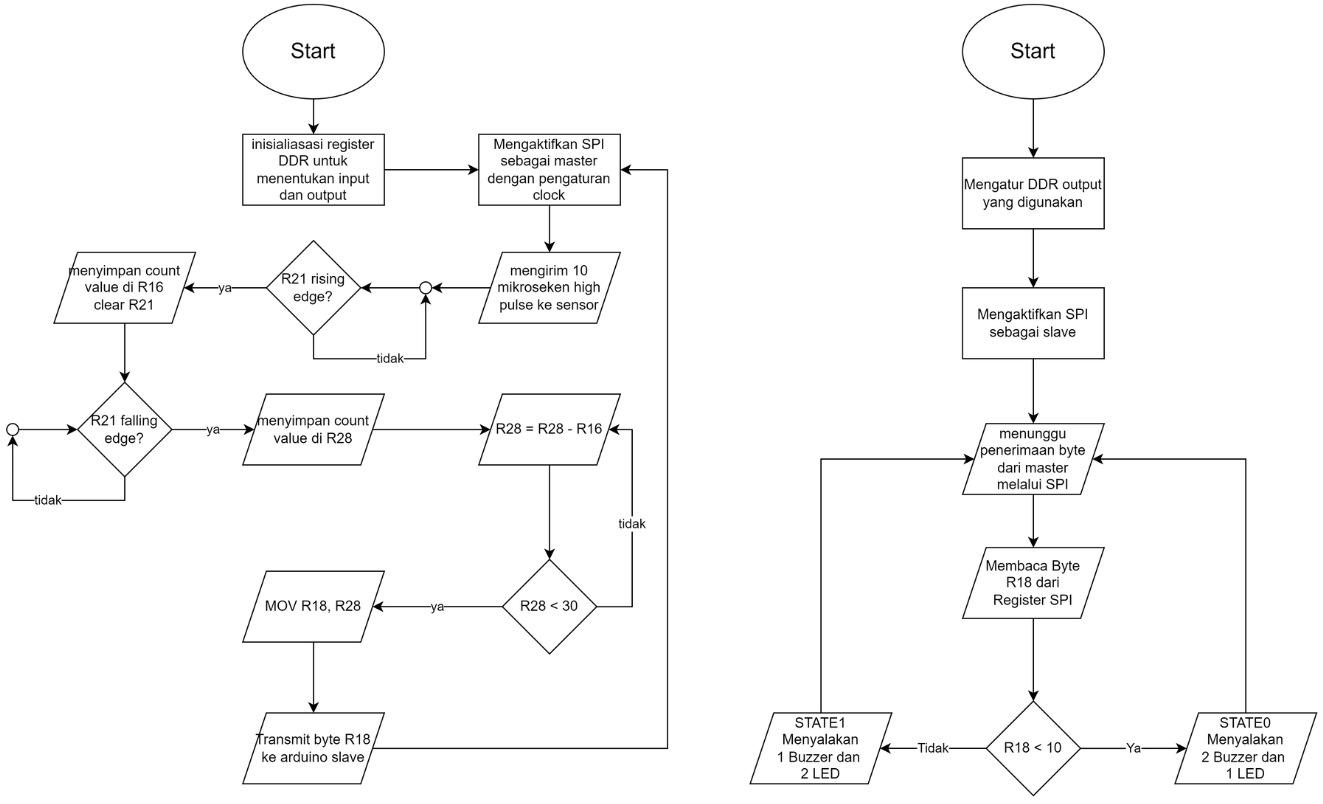 Start
inisialiasasi register
DDR untuk
menentukan input
dan output
Mengaktifkan SPI
sebagai master
dengan pengaturan
clock
mengirim 10
mikroseken high
pulse ke sensor
R21 rising
edge?
tidak
ya
menyimpan count
value di R16
clear R21
R21 falling
edge?
tidak
ya
menyimpan count
value di R28
R28 = R28 - R16
tidak
R28 < 30
ya
MOV R18, R28
Transmit byte R18
ke arduino slave
Start
Mengatur DDR output
yang digunakan
Mengaktifkan SPI
sebagai slave
menunggu
penerimaan byte
dari master
melalui SPI
Membaca Byte
R18 dari
Register SPI
R18 < 10
Tidak
Ya
STATE1
Menyalakan
1 Buzzer dan
2 LED
STATE0
Menyalakan
2 Buzzer dan
1 LED